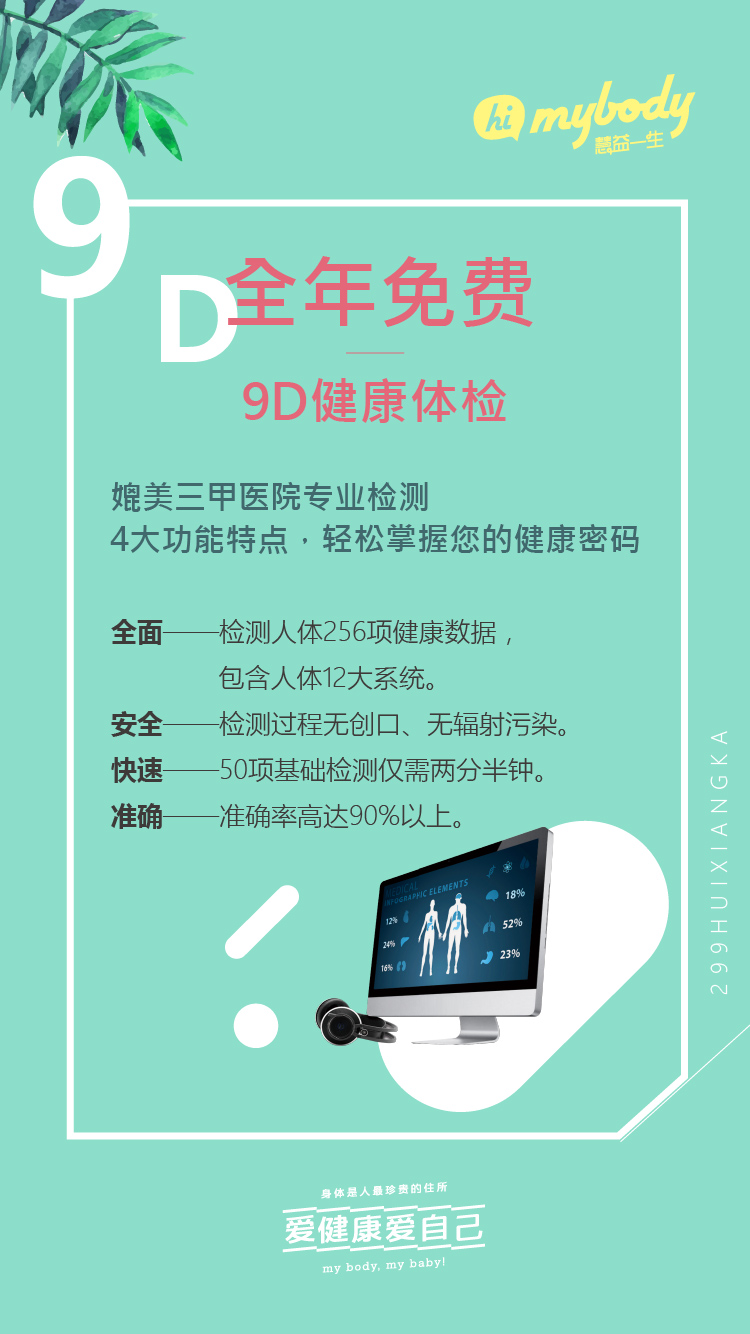 hi mybody
慧益一生
9D
全年免费
9D健康体检
媲美三甲医院专业检测
4大功能特点，轻松掌握您的健康密码
全面——检测人体256项健康数据，
包含人体12大系统。
安全——检测过程无创口、无辐射污染。
快速——50项基础检测仅需两分半钟。
准确——准确率高达90%以上。
MEDICAL
INFOGRAPHIC ELEMENTS
12%
24%
16%
18%
52%
23%
299HUIXIANGKA
身体是人最珍贵的住所
爱健康爱自己
my body, my baby!